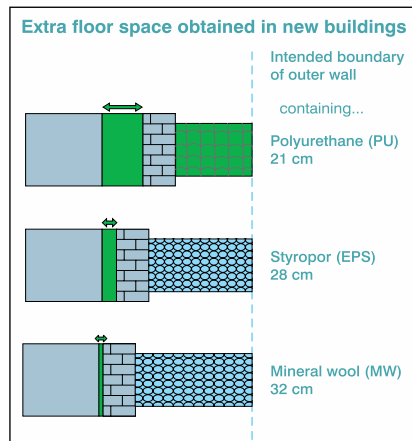 Extra floor space obtained in new buildings
Intended boundary
of outer wall
containing...
Polyurethane (PU)
21 cm
Styropor (EPS)
28 cm
Mineral wool (MW)
32 cm